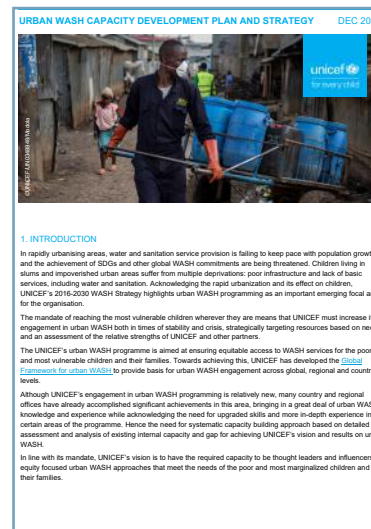 URBAN WASH CAPACITY DEVELOPMENT PLAN AND STRATEGY DEC 20
unicef
for every child
1. INTRODUCTION
In rapidly urbanising areas, water and sanitation service provision is failing to keep pace with population growt
and the achievement of SDGs and other global WASH commitments are being threatened. Children living in
slums and impoverished urban areas suffer from multiple deprivations: poor infrastructure and lack of basic
services, including water and sanitation. Acknowledging the rapid urbanization and its effect on children,
UNICEF's 2016-2030 WASH Strategy highlights urban WASH programming as an important emerging focal a
for the organisation.
The mandate of reaching the most vulnerable children wherever they are means that UNICEF must increase i
engagement in urban WASH both in times of stability and crisis, strategically targeting resources based on nee
and an assessment of the relative strengths of UNICEF and other partners.
The UNICEF's urban WASH programme is aimed at ensuring equitable access to WASH services for the poor
and most vulnerable children and their families. Towards achieving this, UNICEF has developed the Global
Framework for urban WASH to provide basis for urban WASH engagement across global, regional and countr
levels.
Although UNICEF's engagement in urban WASH programming is relatively new, many country and regional
offices have already accomplished significant achievements in this area, bringing in a great deal of urban WAS
knowledge and experience while acknowledging the need for upgraded skills and more in-depth experience in
certain areas of the programme. Hence the need for systematic capacity building approach based on detailed
assessment and analysis of existing internal capacity and gap for achieving UNICEF's vision and results on ur
WASH.
In line with its mandate, UNICEF's vision is to have the required capacity to be thought leaders and influencers
equity focused urban WASH approaches that meet the needs of the poor and most marginalized children and
their families.